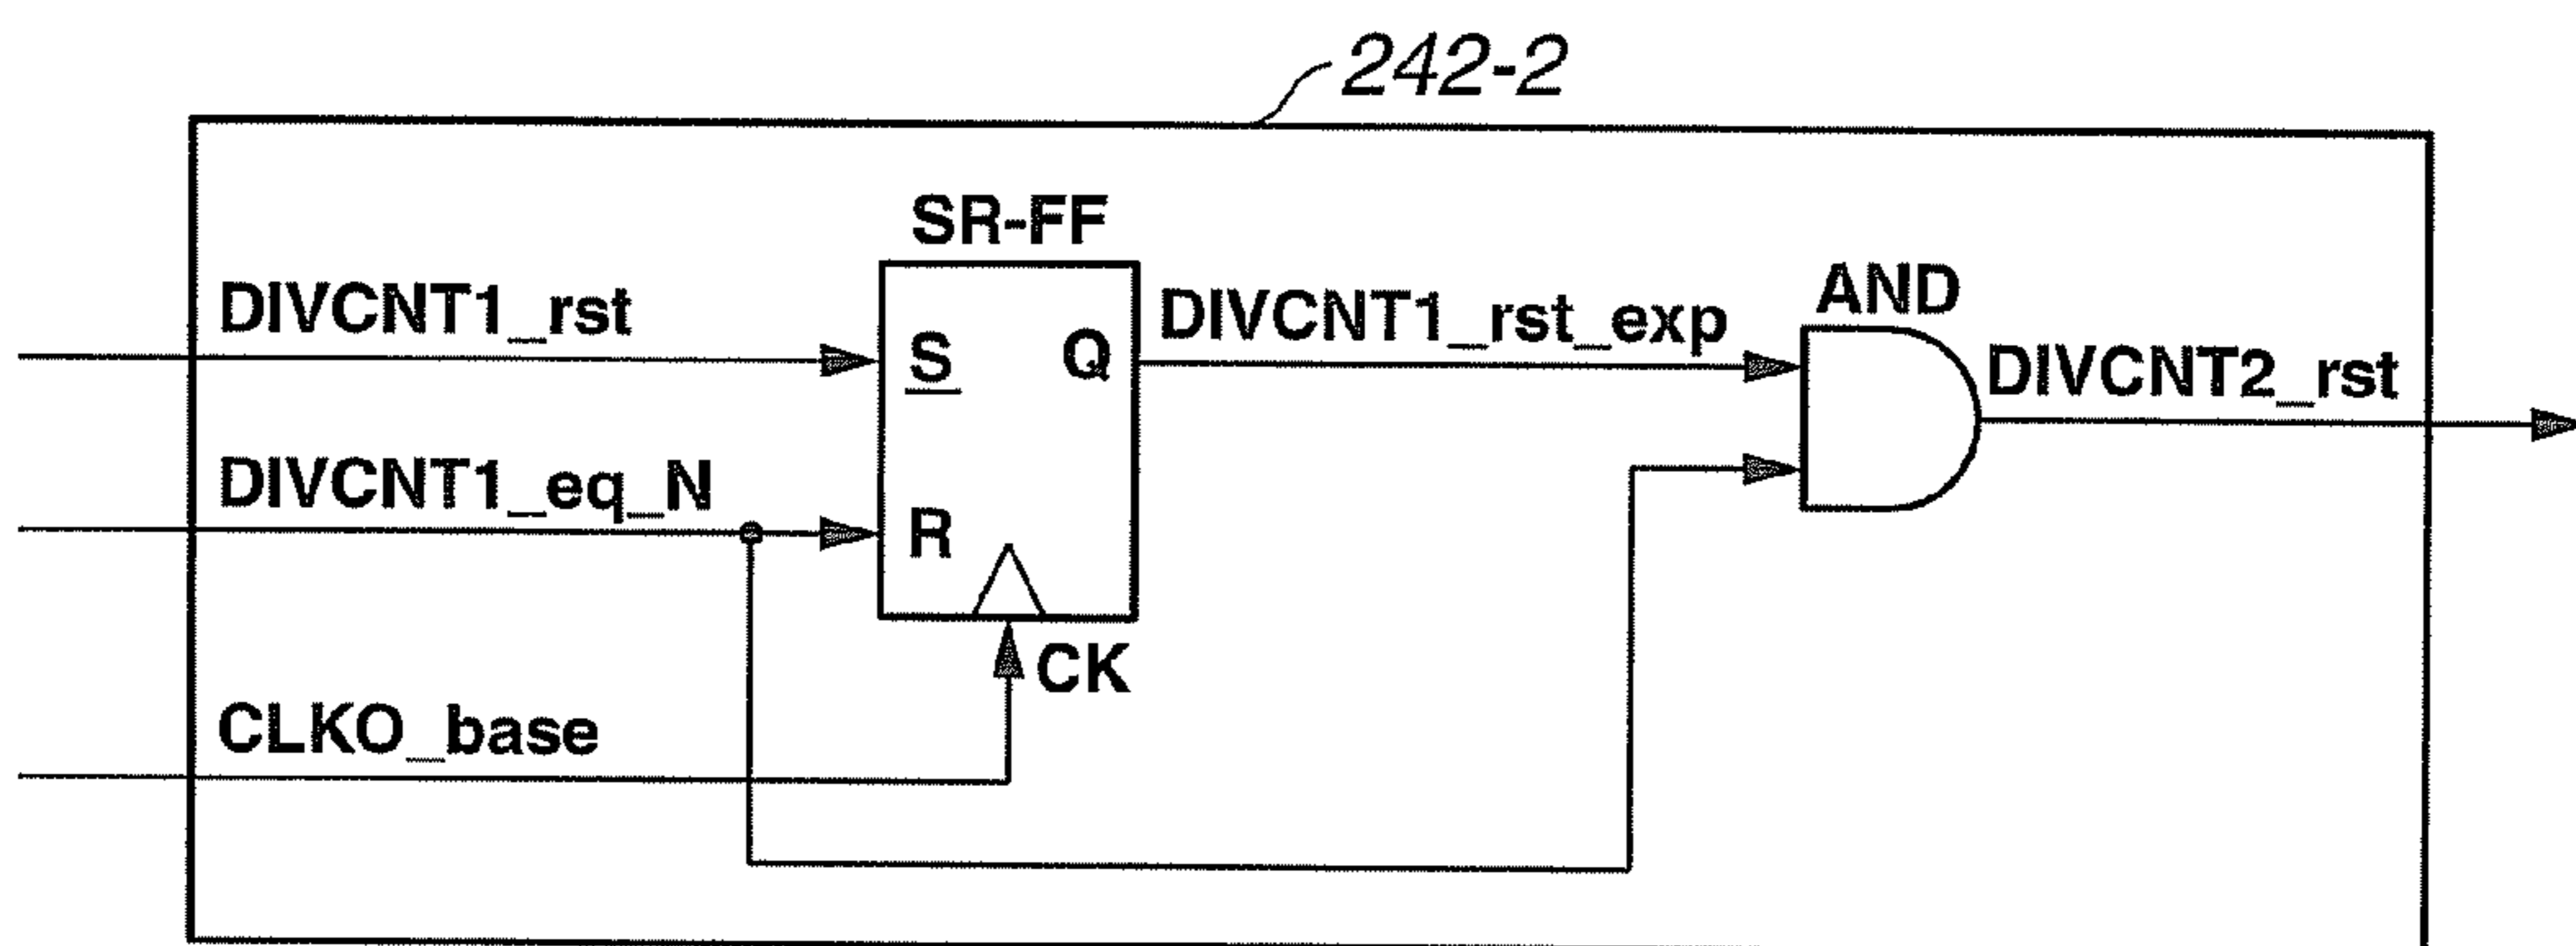 242-2
SR-FF
DIVCNT1_rst
S
Q
DIVCNT1_rst_exp
AND
DIVCNT2_rst
DIVCNT1_eq_N
R
CK
CLKO_base